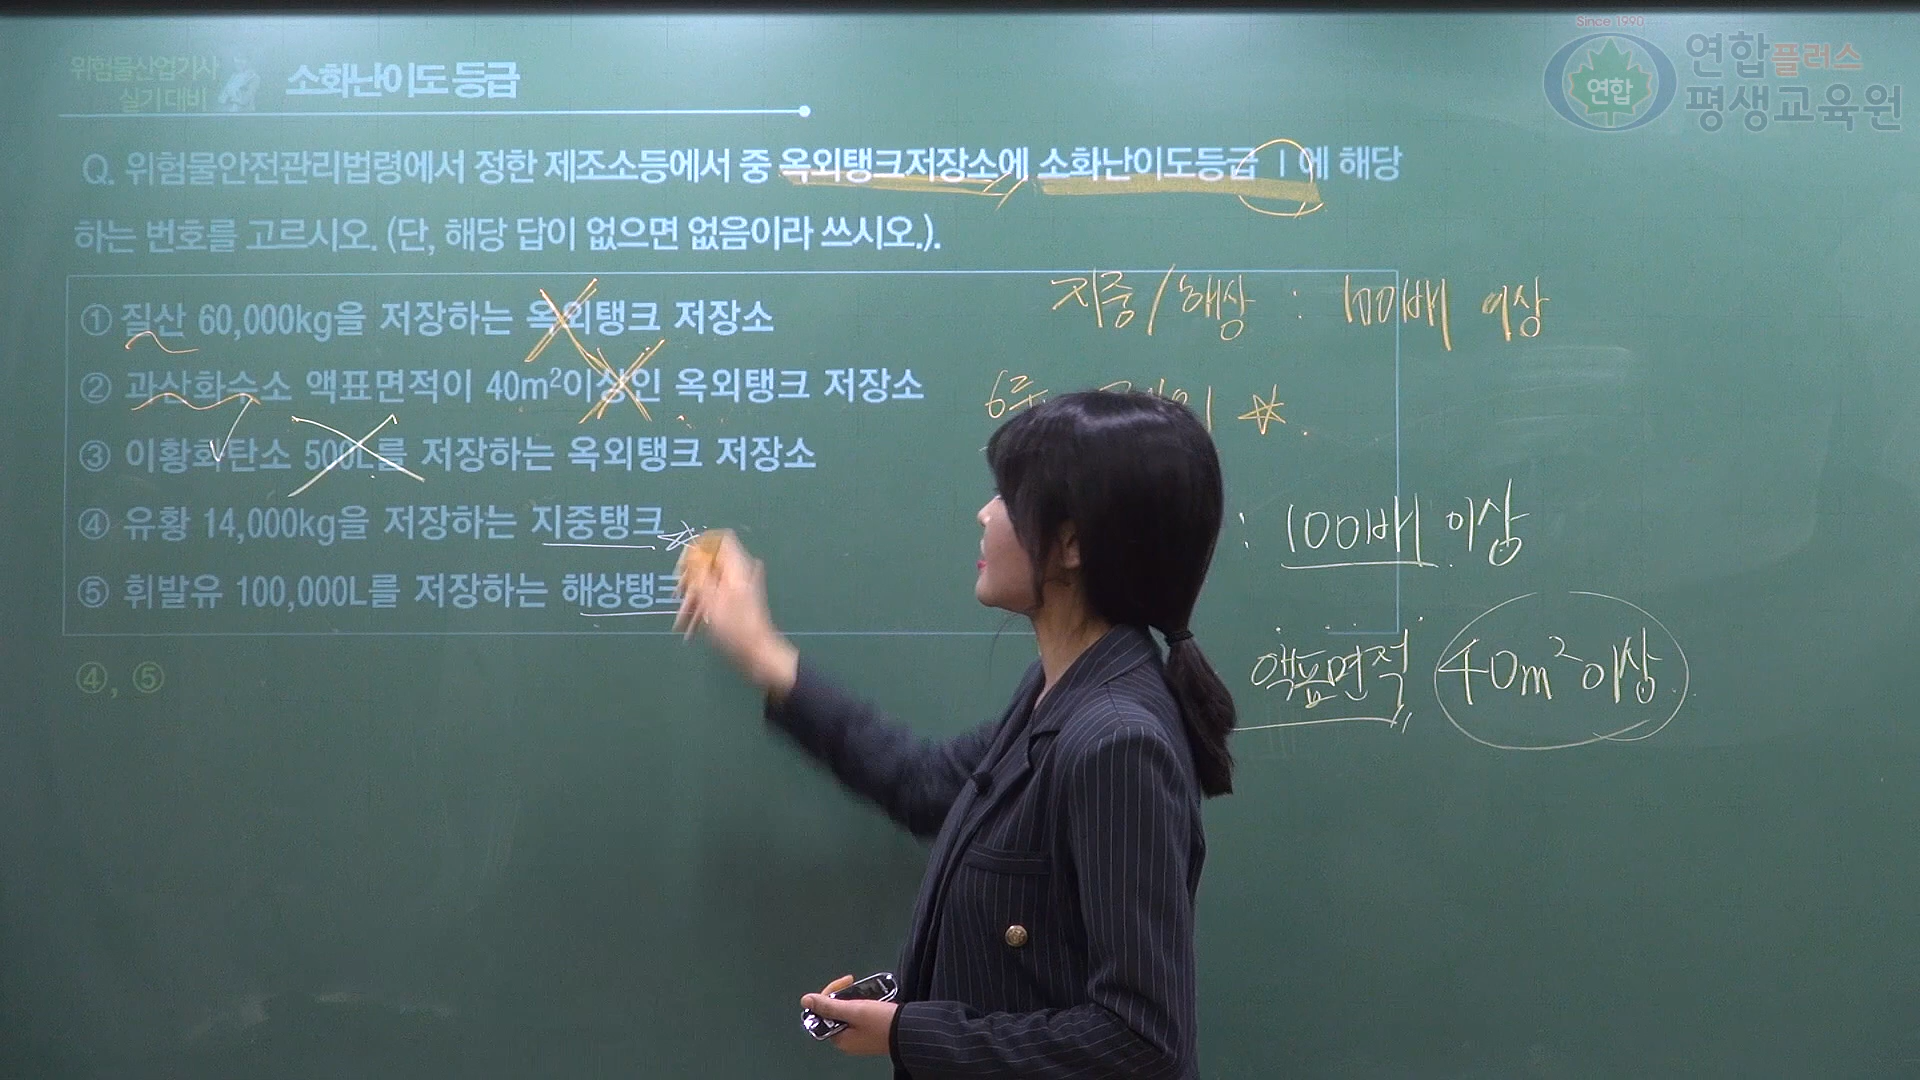 Since 1990
연합
연합플러스
평생교육원
위험물산업기사
실기대비
소화난이도 등급
Q. 위험물안전관리법령에서 정한 제조소등에서 중 옥외탱크저장소에 소화난이도등급 Ⅰ에 해당
하는 번호를 고르시오. (단, 해당 답이 없으면 없음이라 쓰시오.).
① 질산 60,000kg을 저장하는 옥외탱크 저장소
② 과산화수소 액표면적이 40m²이상인 옥외탱크 저장소
③ 이황화탄소 500L를 저장하는 옥외탱크 저장소
④ 유황 14,000kg을 저장하는 지중탱크
⑤ 휘발유 100,000L를 저장하는 해상탱크
④, ⑤
지중/해상 : 100배 이상
: 100배 이상
액표면적 40m² 이상